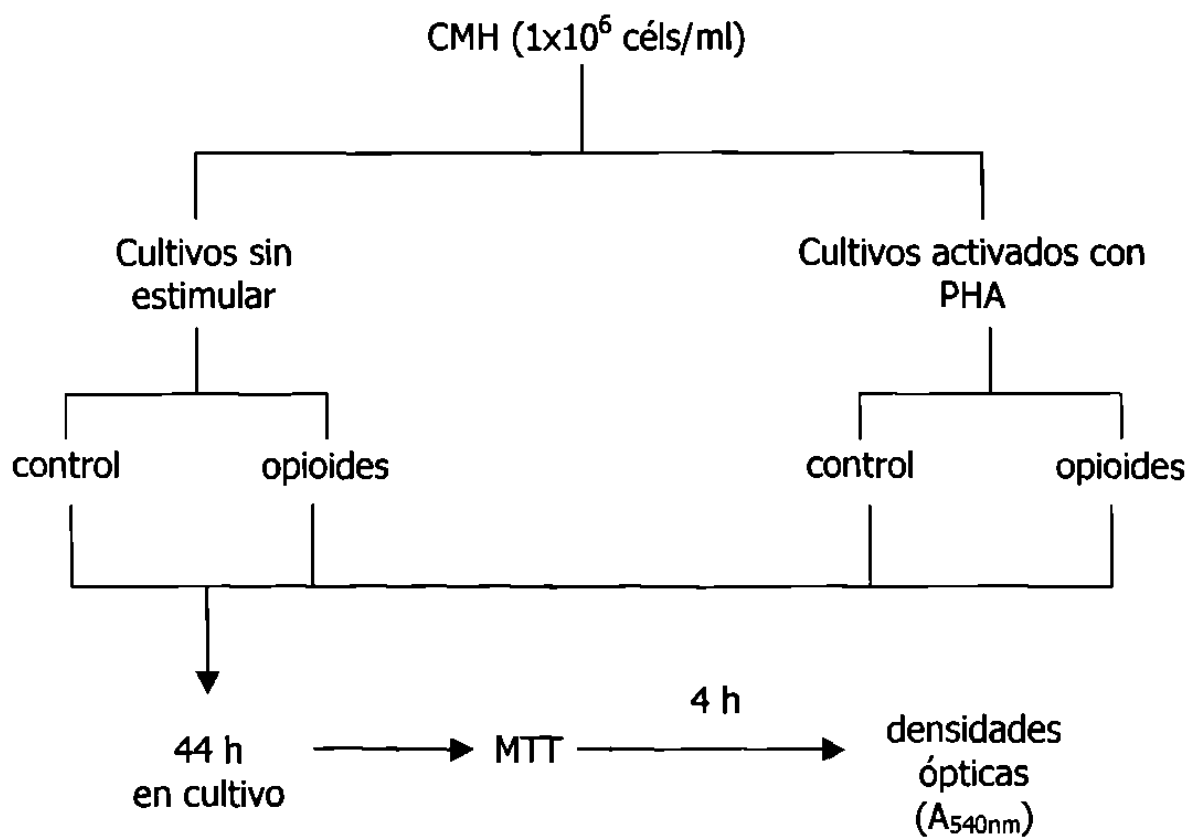 CMH (1x10⁶ céls/ml)
Cultivos sin
estimular
Cultivos activados con
PHA
control
opioides
control
opioides
44 h
en cultivo
MTT
4 h
densidades
ópticas
(A₅₄₀ₙₘ)